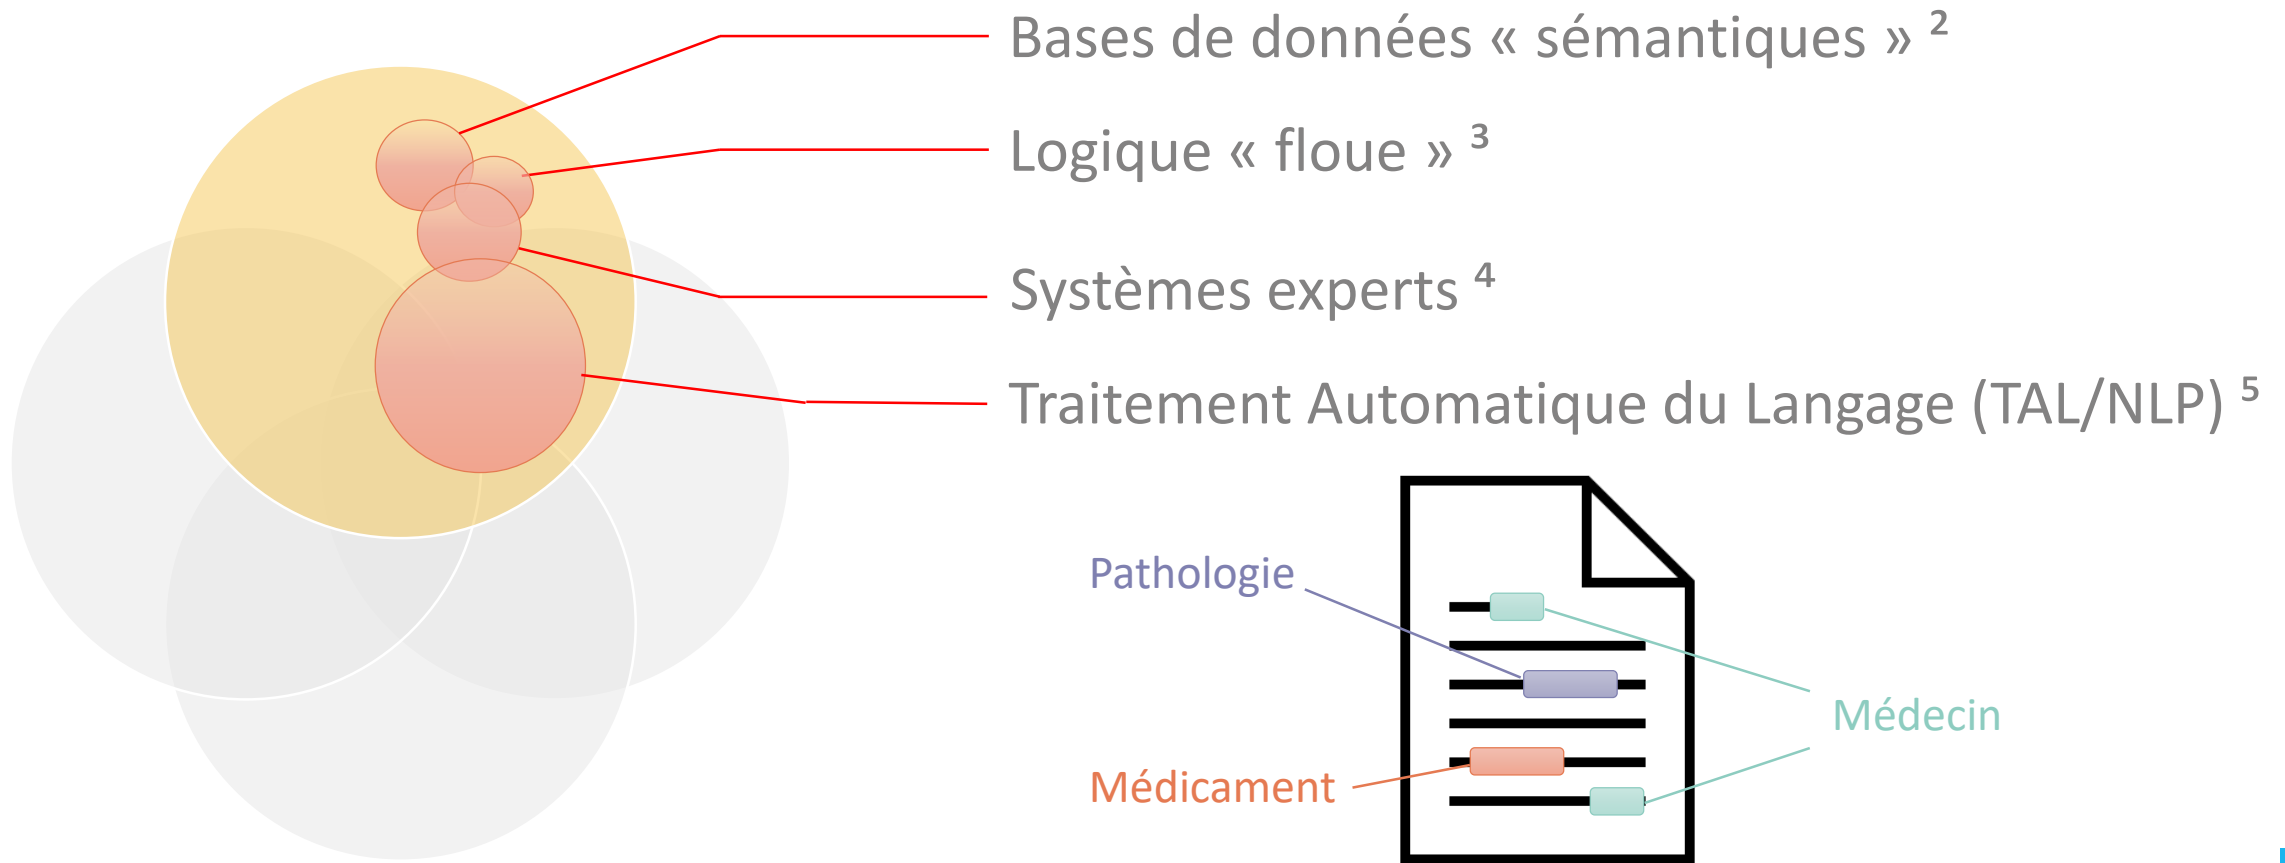 Bases de données « sémantiques » ²
Logique « floue » ³
Systèmes experts ⁴
Traitement Automatique du Langage (TAL/NLP) ⁵
Pathologie
Médecin
Médicament